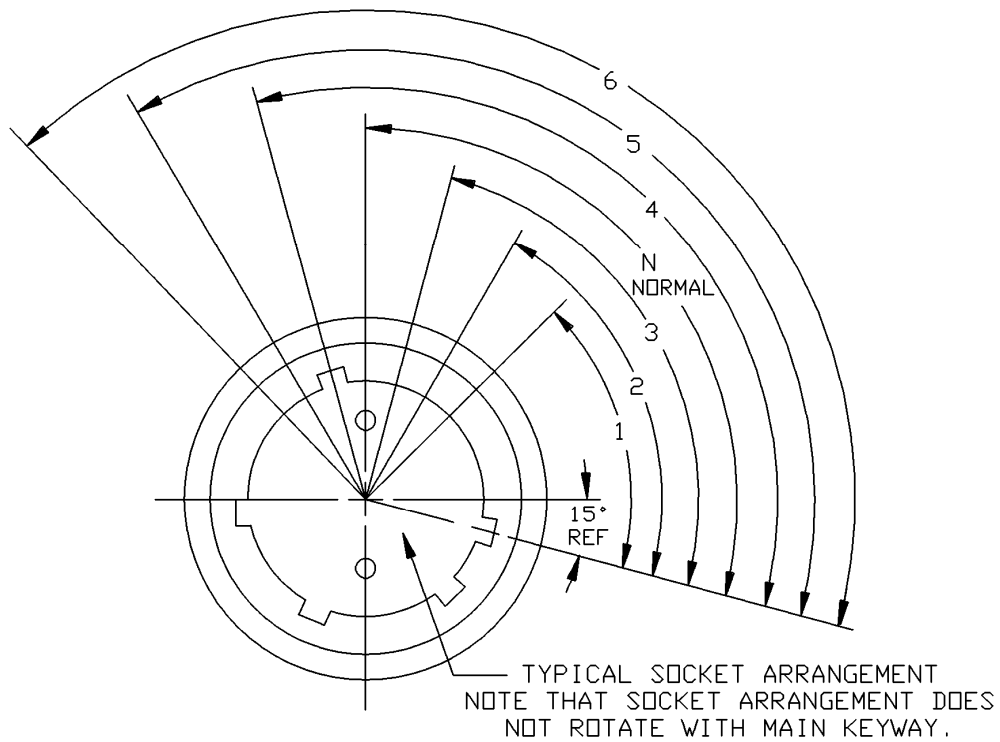 6
5
4
N
NORMAL
3
2
1
15°
REF
TYPICAL SOCKET ARRANGEMENT
NOTE THAT SOCKET ARRANGEMENT DOES
NOT ROTATE WITH MAIN KEYWAY.